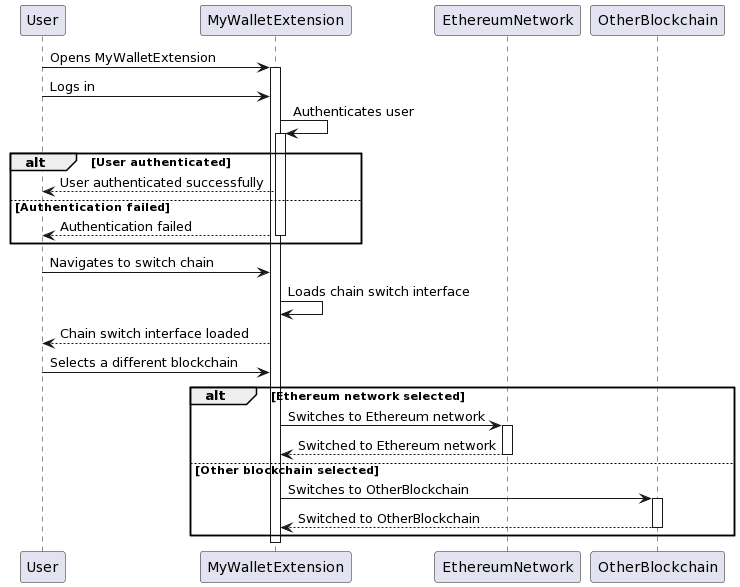 User MyWalletExtension EthereumNetwork OtherBlockchain
Opens MyWalletExtension
Logs in
Authenticates user
alt [User authenticated]
User authenticated successfully
[Authentication failed]
Authentication failed
Navigates to switch chain
Loads chain switch interface
Chain switch interface loaded
Selects a different blockchain
alt [Ethereum network selected]
Switches to Ethereum network
Switched to Ethereum network
[Other blockchain selected]
Switches to OtherBlockchain
Switched to OtherBlockchain
User MyWalletExtension EthereumNetwork OtherBlockchain